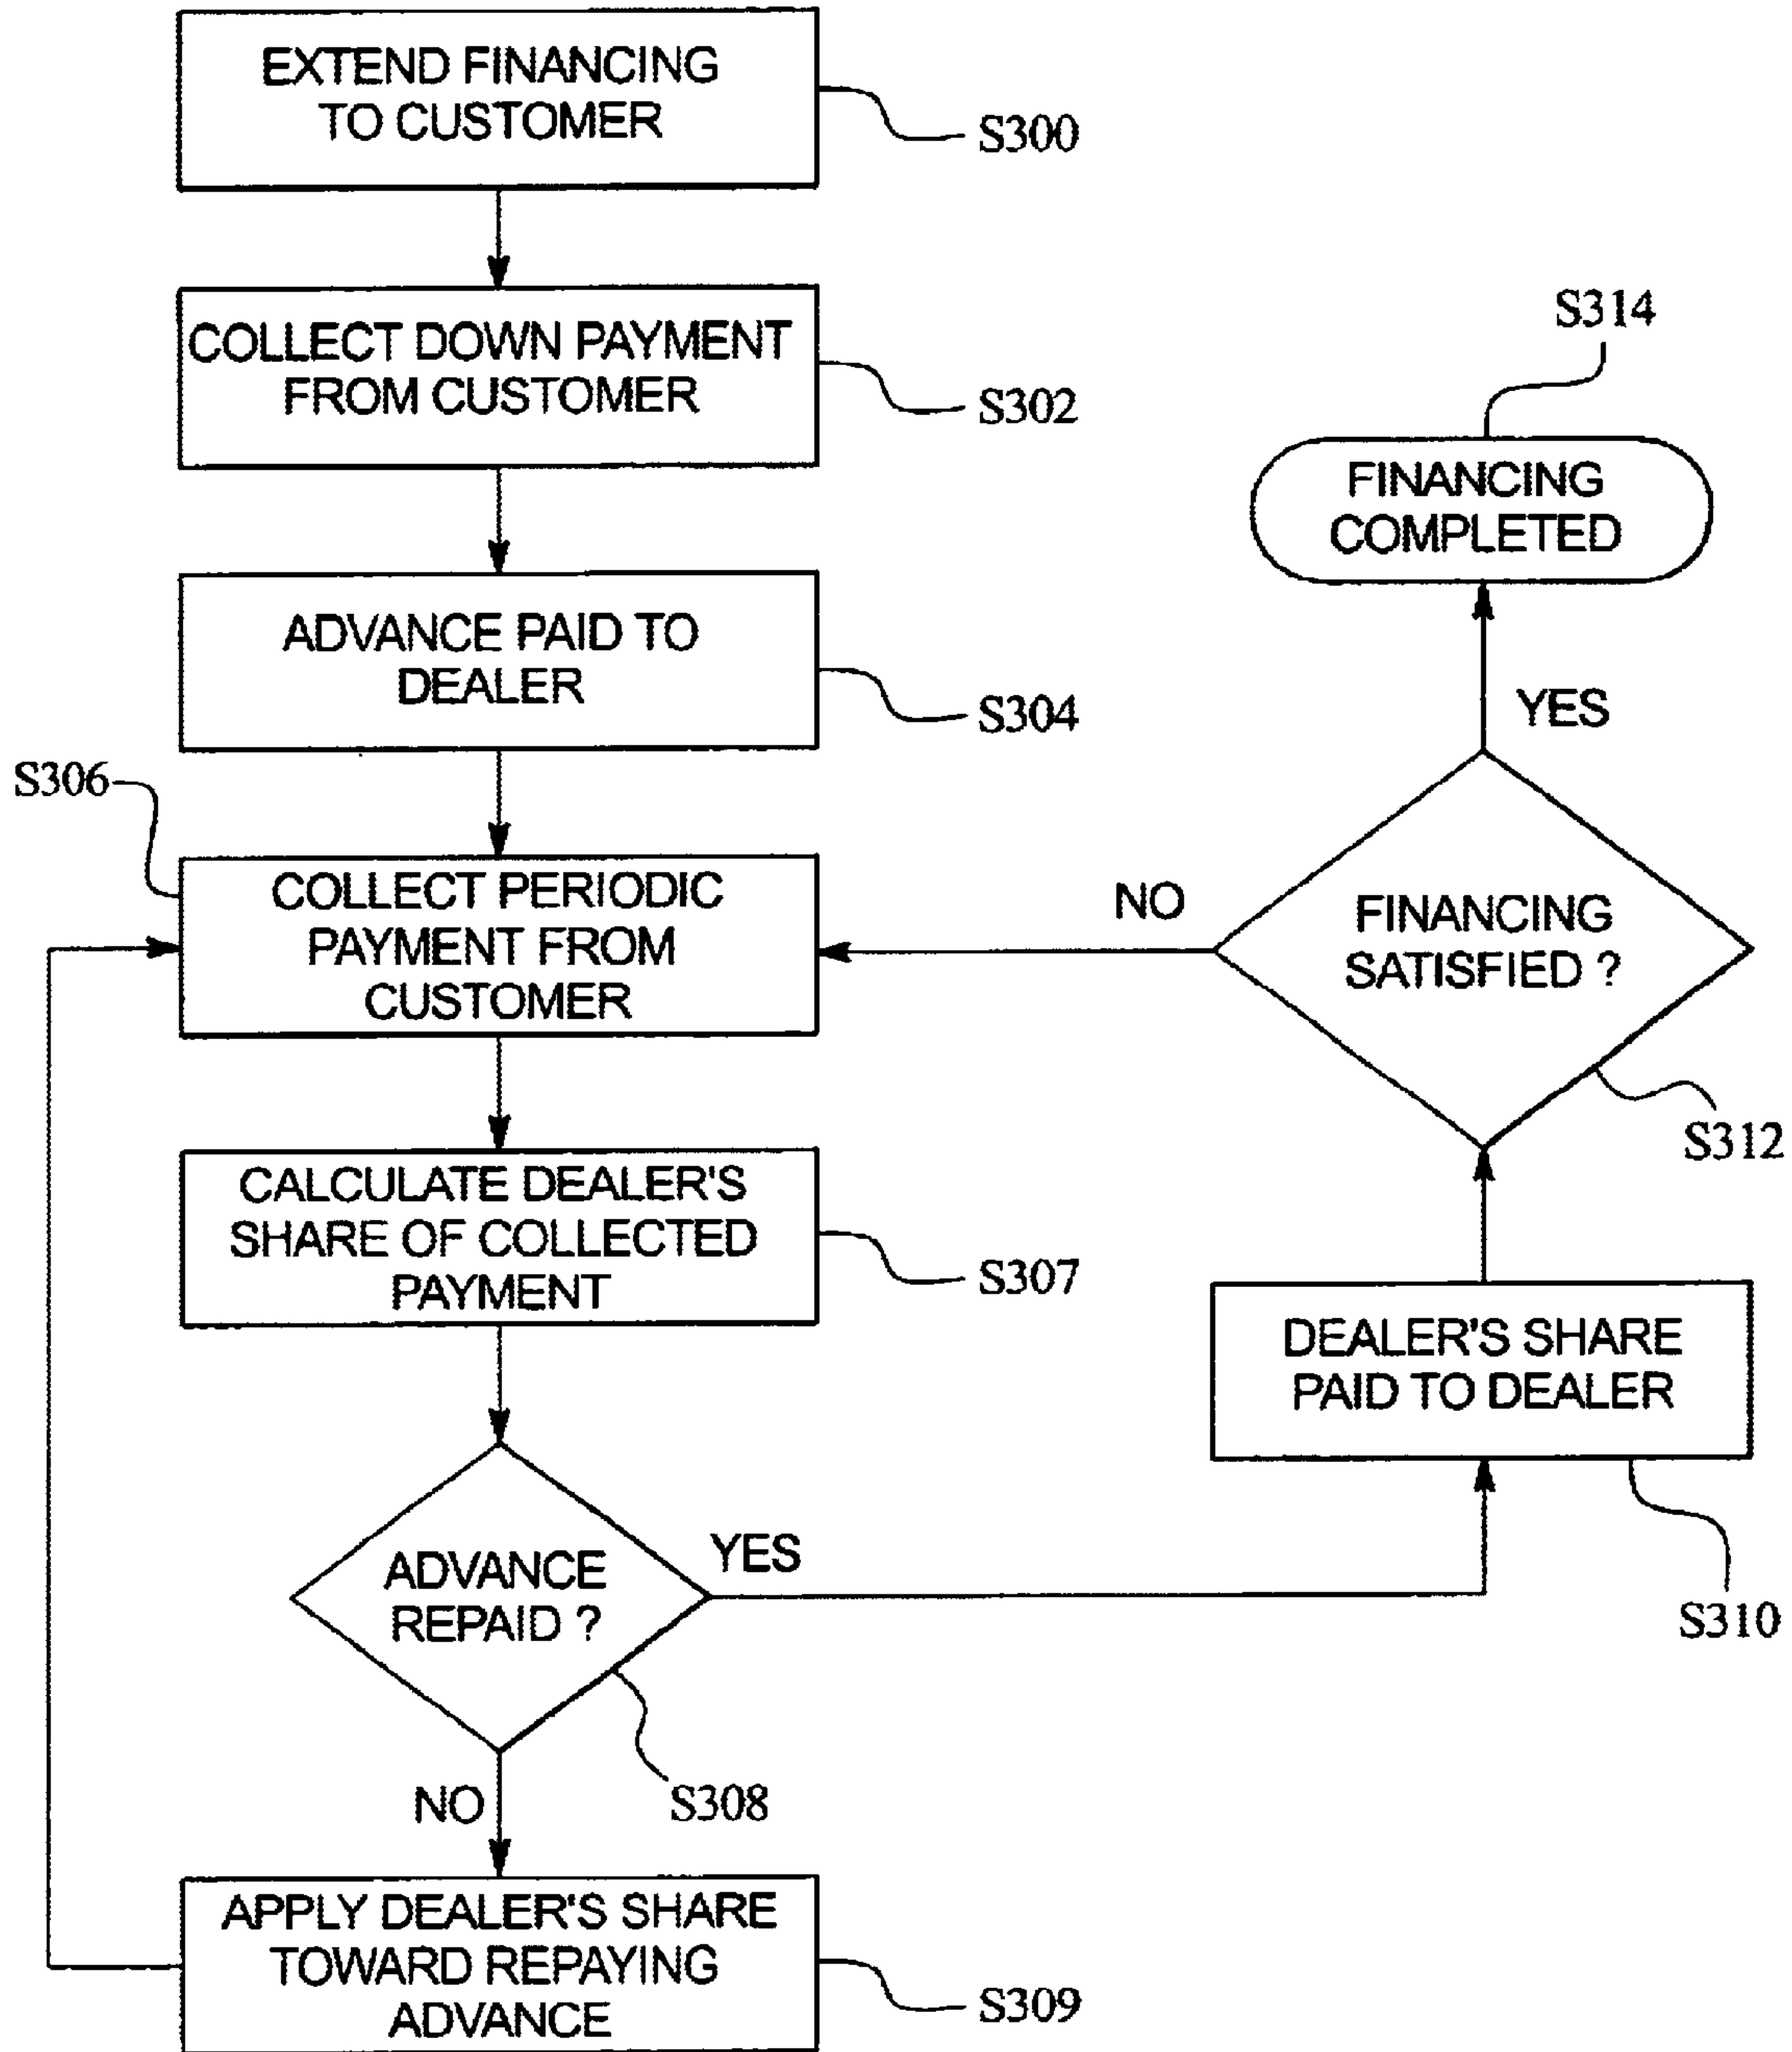 EXTEND FINANCING
TO CUSTOMER
S300
COLLECT DOWN PAYMENT
FROM CUSTOMER
S302
ADVANCE PAID TO
DEALER
S304
S306
COLLECT PERIODIC
PAYMENT FROM
CUSTOMER
CALCULATE DEALER'S
SHARE OF COLLECTED
PAYMENT
S307
ADVANCE
REPAID ?
YES
NO
S308
APPLY DEALER'S SHARE
TOWARD REPAYING
ADVANCE
S309
S314
FINANCING
COMPLETED
YES
NO
FINANCING
SATISFIED ?
S312
DEALER'S SHARE
PAID TO DEALER
S310